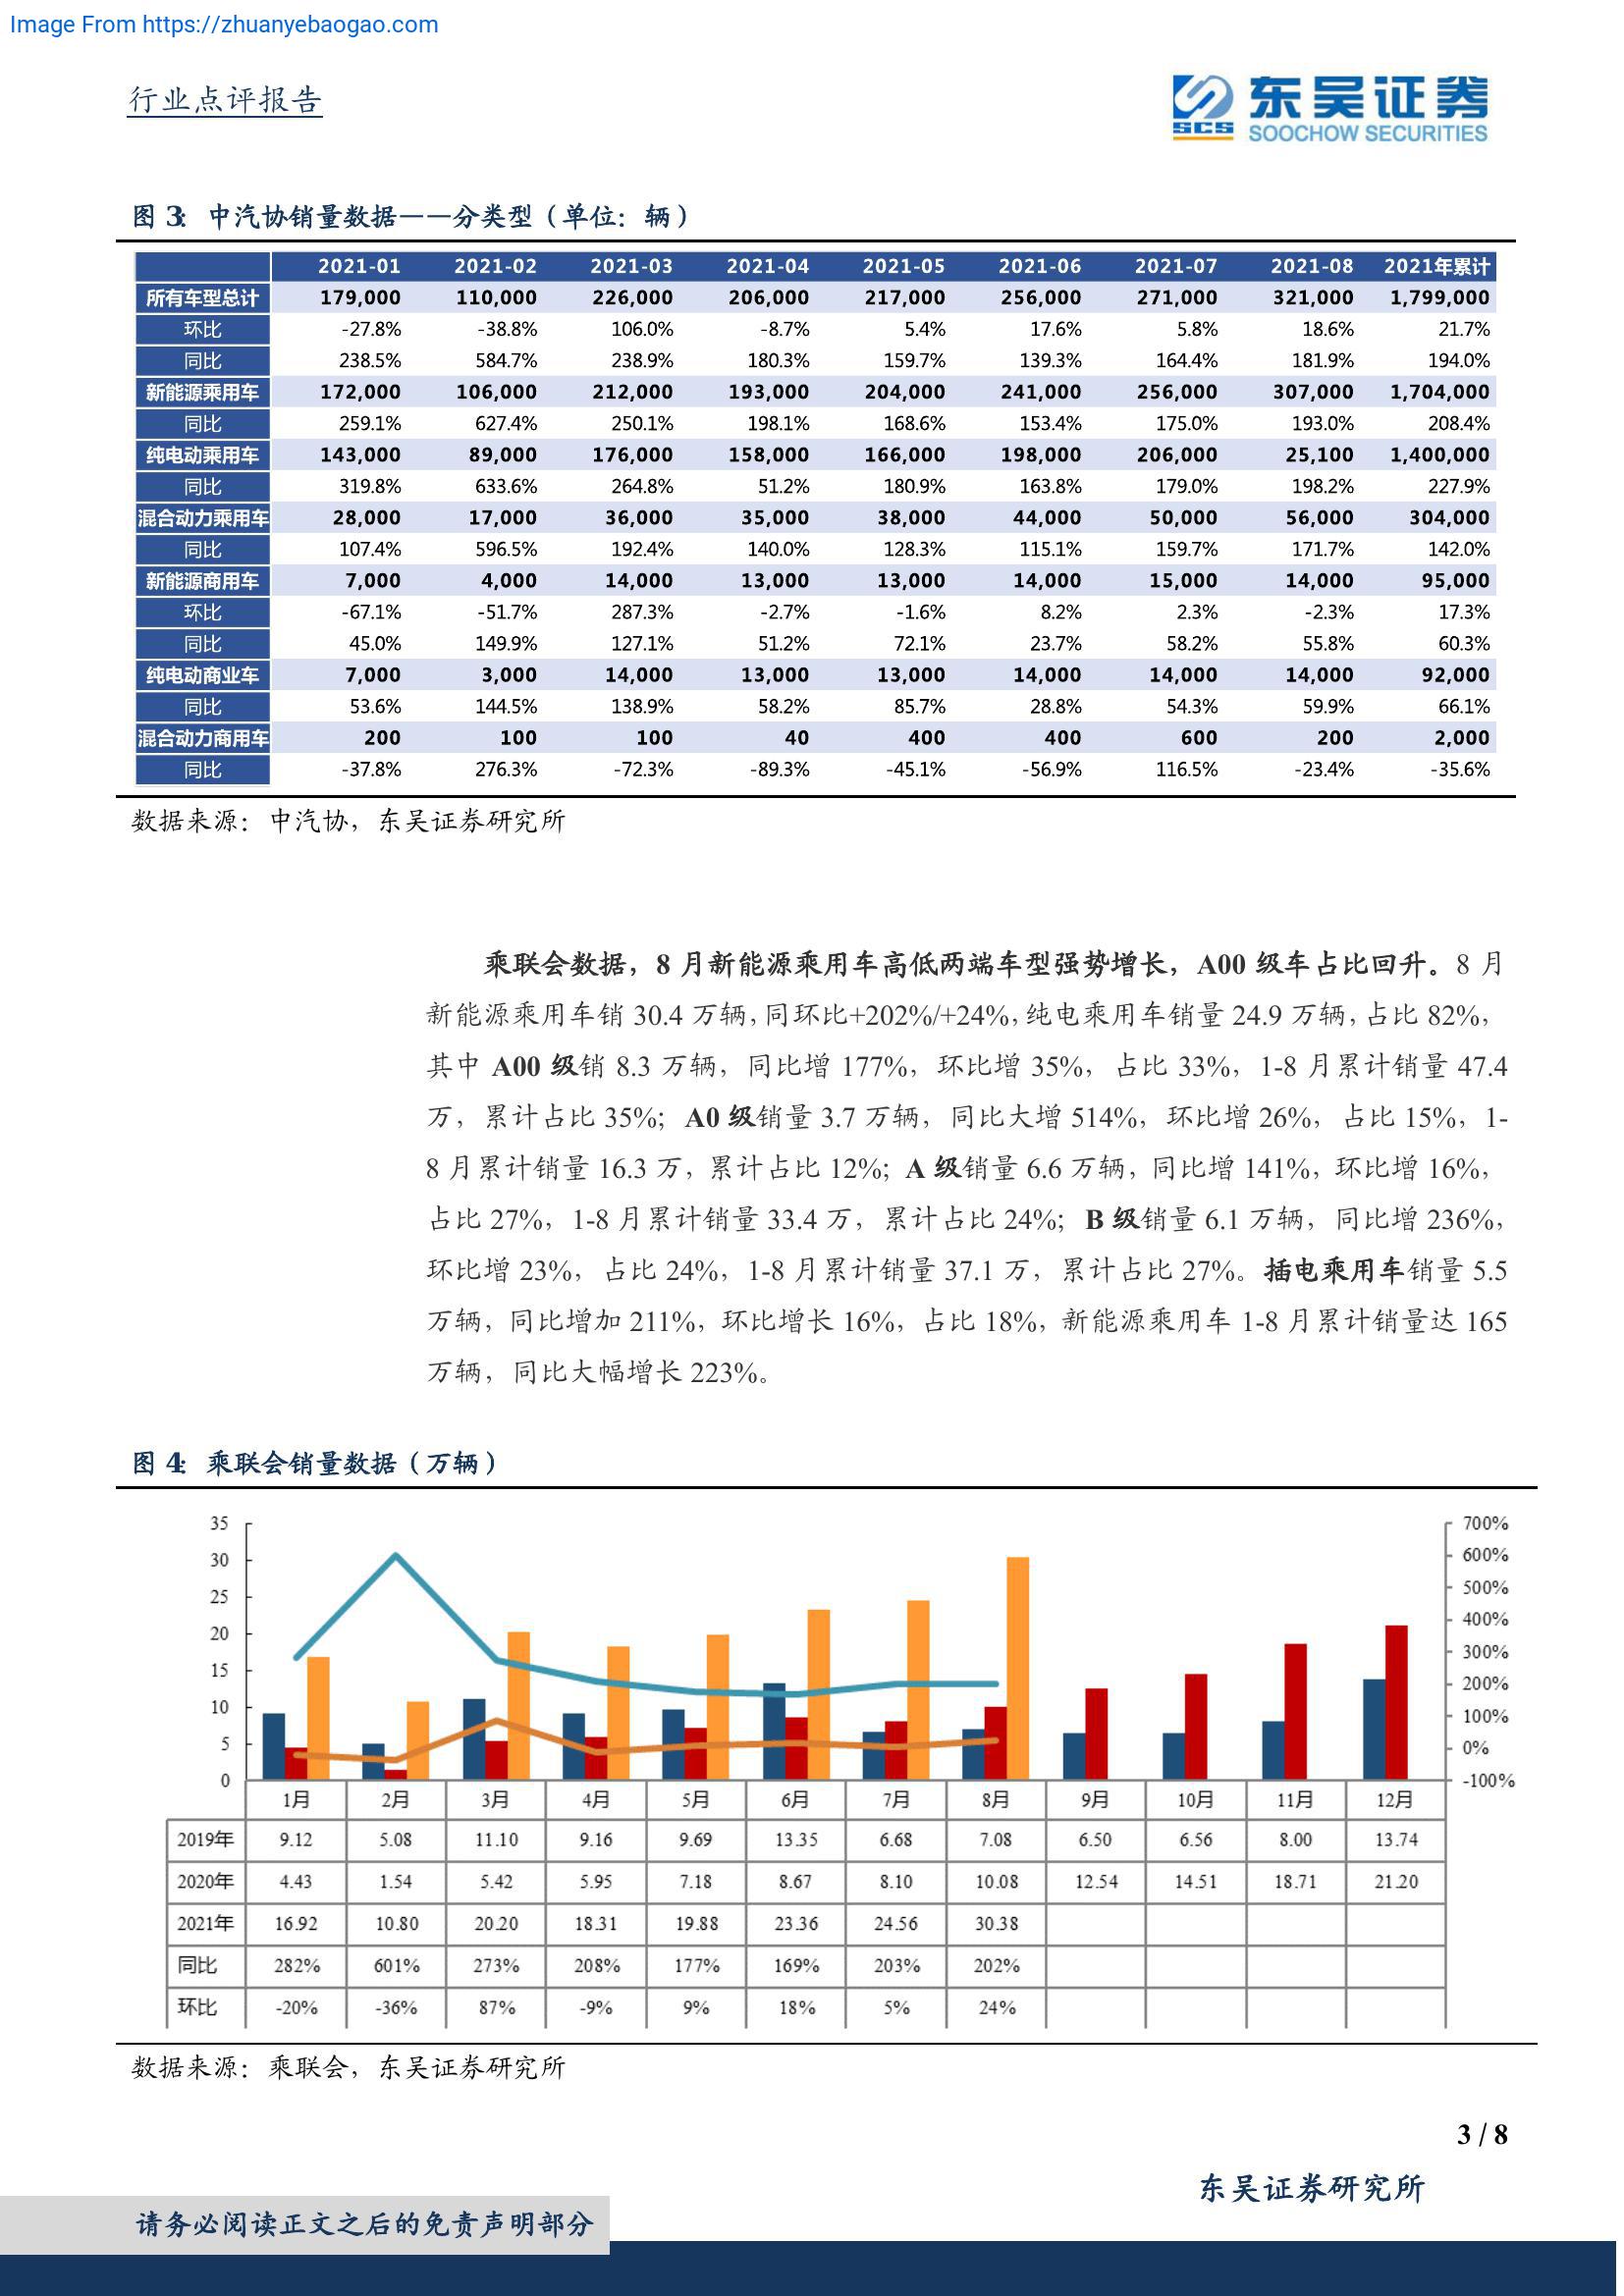 Image From https://zhuanyebaogao.com
行业点评报告
SCS 东吴证券
SOOCHOW SECURITIES
图 3: 中汽协销量数据——分类型（单位：辆）
2021-01 2021-02 2021-03 2021-04 2021-05 2021-06 2021-07 2021-08 2021年累计
所有车型总计 179,000 110,000 226,000 206,000 217,000 256,000 271,000 321,000 1,799,000
环比 -27.8% -38.8% 106.0% -8.7% 5.4% 17.6% 5.8% 18.6% 21.7%
同比 238.5% 584.7% 238.9% 180.3% 159.7% 139.3% 164.4% 181.9% 194.0%
新能源乘用车 172,000 106,000 212,000 193,000 204,000 241,000 256,000 307,000 1,704,000
同比 259.1% 627.4% 250.1% 198.1% 168.6% 153.4% 175.0% 193.0% 208.4%
纯电动乘用车 143,000 89,000 176,000 158,000 166,000 198,000 206,000 25,100 1,400,000
同比 319.8% 633.6% 264.8% 51.2% 180.9% 163.8% 179.0% 198.2% 227.9%
混合动力乘用车 28,000 17,000 36,000 35,000 38,000 44,000 50,000 56,000 304,000
同比 107.4% 596.5% 192.4% 140.0% 128.3% 115.1% 159.7% 171.7% 142.0%
新能源商用车 7,000 4,000 14,000 13,000 13,000 14,000 15,000 14,000 95,000
环比 -67.1% -51.7% 287.3% -2.7% -1.6% 8.2% 2.3% -2.3% 17.3%
同比 45.0% 149.9% 127.1% 51.2% 72.1% 23.7% 58.2% 55.8% 60.3%
纯电动商业车 7,000 3,000 14,000 13,000 13,000 14,000 14,000 14,000 92,000
同比 53.6% 144.5% 138.9% 58.2% 85.7% 28.8% 54.3% 59.9% 66.1%
混合动力商用车 200 100 100 40 400 400 600 200 2,000
同比 -37.8% 276.3% -72.3% -89.3% -45.1% -56.9% 116.5% -23.4% -35.6%
数据来源：中汽协，东吴证券研究所
乘联会数据，8 月新能源乘用车高低两端车型强势增长，A00 级车占比回升。8 月
新能源乘用车销 30.4 万辆，同环比+202%/+24%，纯电乘用车销量 24.9 万辆，占比 82%，
其中 A00 级销 8.3 万辆，同比增 177%，环比增 35%，占比 33%，1-8 月累计销量 47.4
万，累计占比 35%；A0 级销量 3.7 万辆，同比大增 514%，环比增 26%，占比 15%，1-
8 月累计销量 16.3 万，累计占比 12%；A 级销量 6.6 万辆，同比增 141%，环比增 16%，
占比 27%，1-8 月累计销量 33.4 万，累计占比 24%；B 级销量 6.1 万辆，同比增 236%，
环比增 23%，占比 24%，1-8 月累计销量 37.1 万，累计占比 27%。插电乘用车销量 5.5
万辆，同比增加 211%，环比增长 16%，占比 18%，新能源乘用车 1-8 月累计销量达 165
万辆，同比大幅增长 223%。
图 4: 乘联会销量数据（万辆）
35 700%
30 600%
25 500%
20 400%
15 300%
10 200%
5 100%
0 0%
-100%
1月 2月 3月 4月 5月 6月 7月 8月 9月 10月 11月 12月
2019年 9.12 5.08 11.10 9.16 9.69 13.35 6.68 7.08 6.50 6.56 8.00 13.74
2020年 4.43 1.54 5.42 5.95 7.18 8.67 8.10 10.08 12.54 14.51 18.71 21.20
2021年 16.92 10.80 20.20 18.31 19.88 23.36 24.56 30.38
同比 282% 601% 273% 208% 177% 169% 203% 202%
环比 -20% -36% 87% -9% 9% 18% 5% 24%
数据来源：乘联会，东吴证券研究所
3 / 8
东吴证券研究所
请务必阅读正文之后的免责声明部分